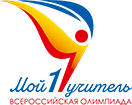 Мой 1 учитель
ВСЕРОССИЙСКАЯ ОЛИМПИАДА